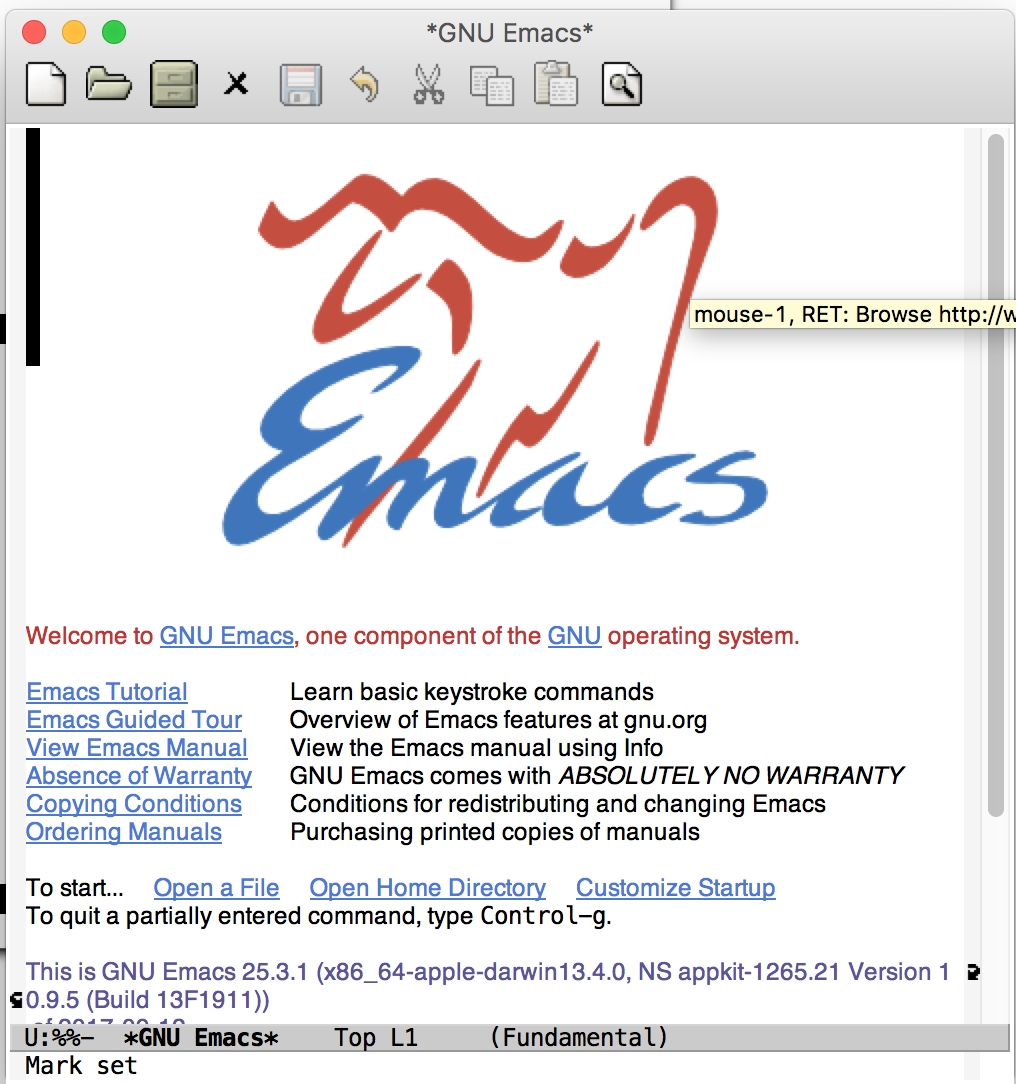 *GNU Emacs*
mouse-1, RET: Browse http://w
Emacs
Welcome to GNU Emacs, one component of the GNU operating system.
Emacs Tutorial Learn basic keystroke commands
Emacs Guided Tour Overview of Emacs features at gnu.org
View Emacs Manual View the Emacs manual using Info
Absence of Warranty GNU Emacs comes with ABSOLUTELY NO WARRANTY
Copying Conditions Conditions for redistributing and changing Emacs
Ordering Manuals Purchasing printed copies of manuals
To start... Open a File Open Home Directory Customize Startup
To quit a partially entered command, type Control-g.
This is GNU Emacs 25.3.1 (x86_64-apple-darwin13.4.0, NS appkit-1265.21 Version 1
0.9.5 (Build 13F1911))
U:%%- *GNU Emacs* Top L1 (Fundamental)
Mark set